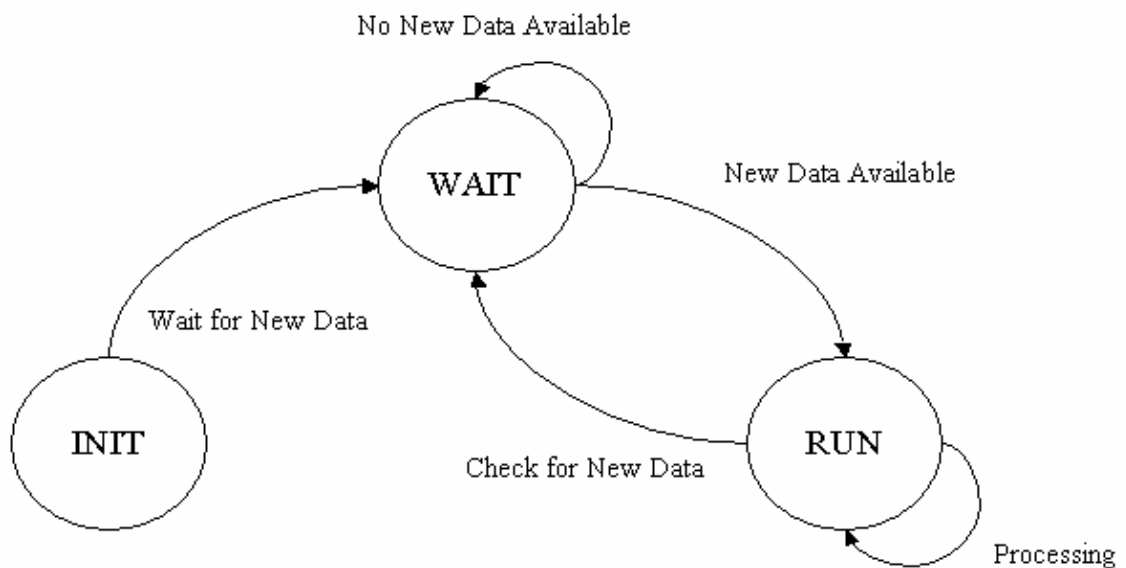 No New Data Available
WAIT
New Data Available
Wait for New Data
INIT
Check for New Data
RUN
Processing